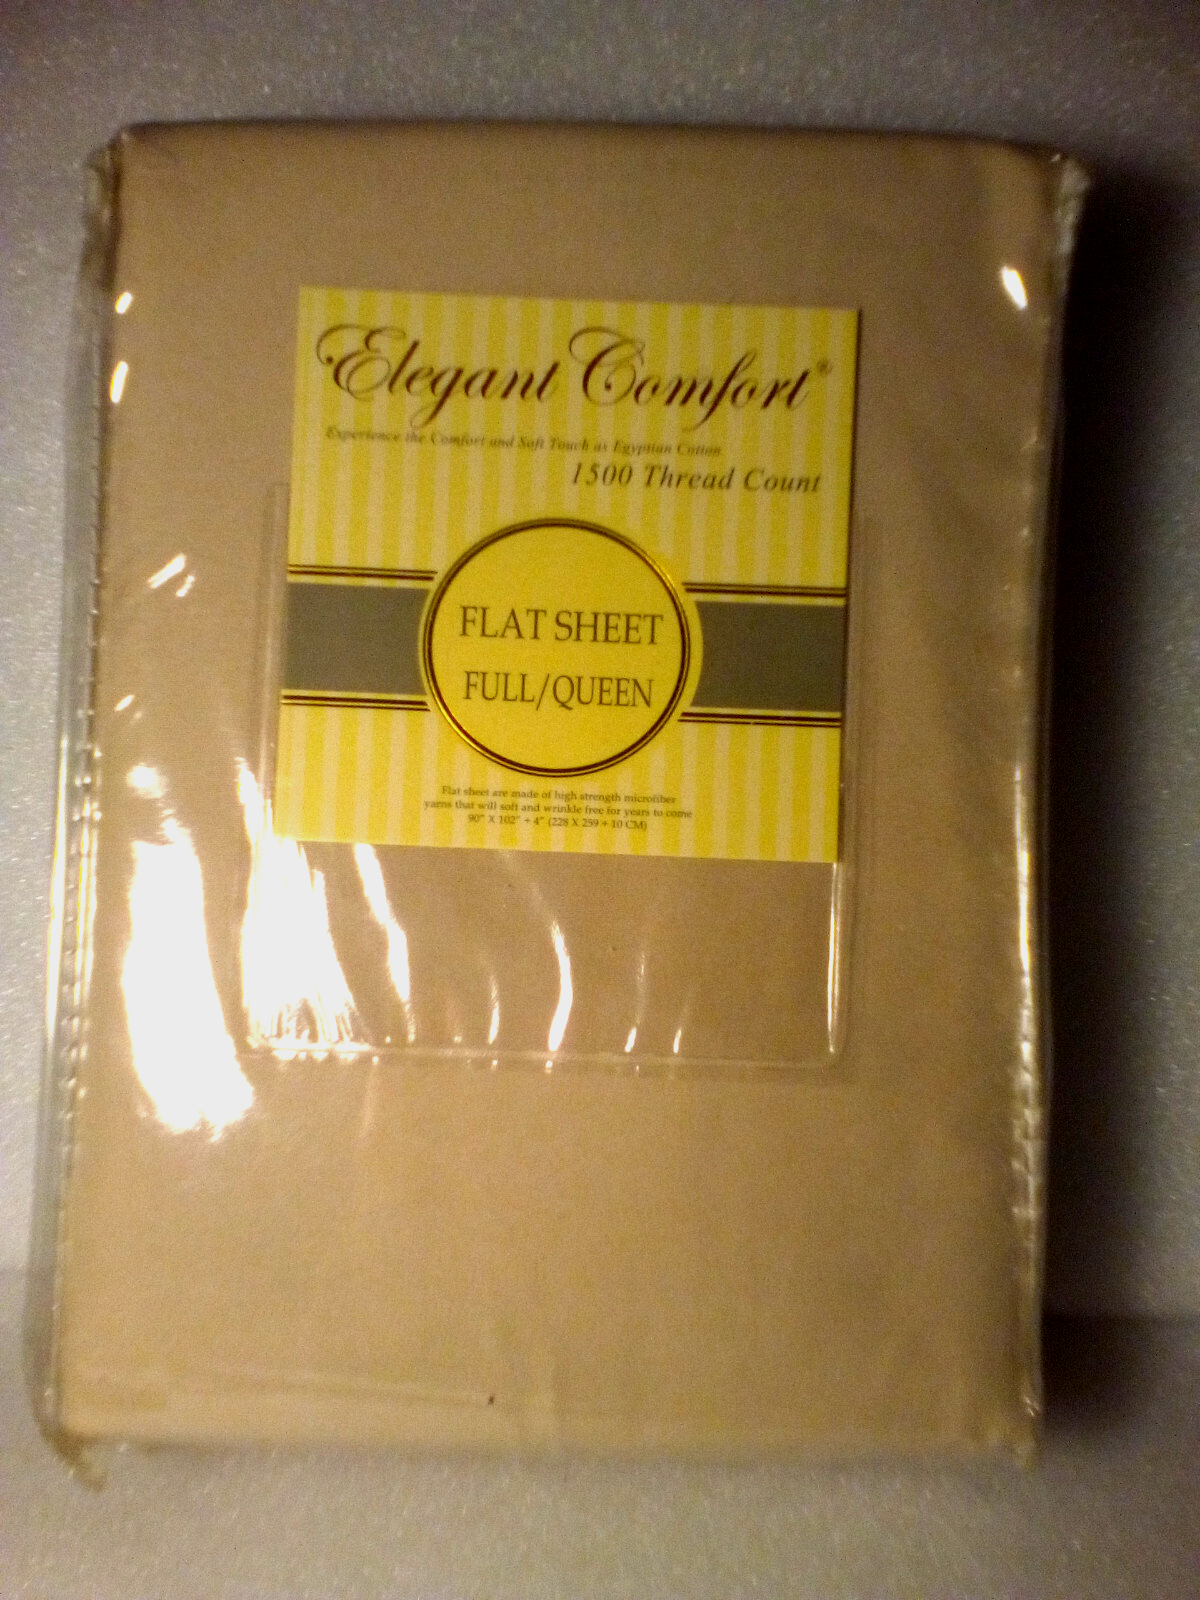 Elegant Comfort®
Experience the Comfort and Soft Touch as Egyptian Cotton
1500 Thread Count
FLAT SHEET
FULL/QUEEN
Flat sheet are made of high strength microfiber
yarns that will soft and wrinkle free for years to come
90" X 102" + 4" (228 X 259 + 10 CM)